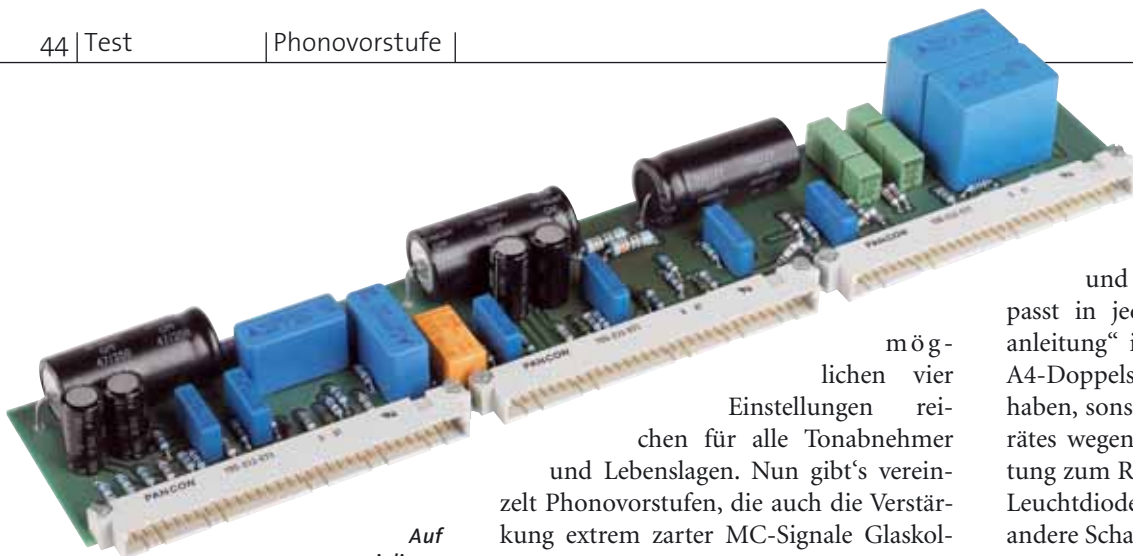 44 | Test | Phonovorstufe |
PANCON
PANCON
PANCON
Auf
mög-
lichen vier
Einstellungen rei-
chen für alle Tonabnehmer
und Lebenslagen. Nun gibt's verein-
zelt Phonovorstufen, die auch die Verstär-
kung extrem zarter MC-Signale Glaskol-
und
passt in
anleitung“
A4-Doppels
haben, sonst
rätes wegen
tung zum R
Leuchtdiode
andere Scha